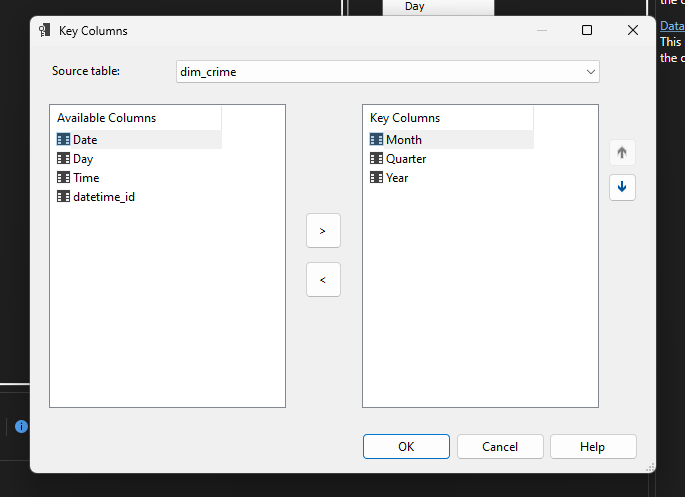 Day
the c
Data
This
the c
Key Columns
Source table:
dim_crime
Available Columns
Date
Day
Time
datetime_id
>
<
Key Columns
Month
Quarter
Year
OK
Cancel
Help